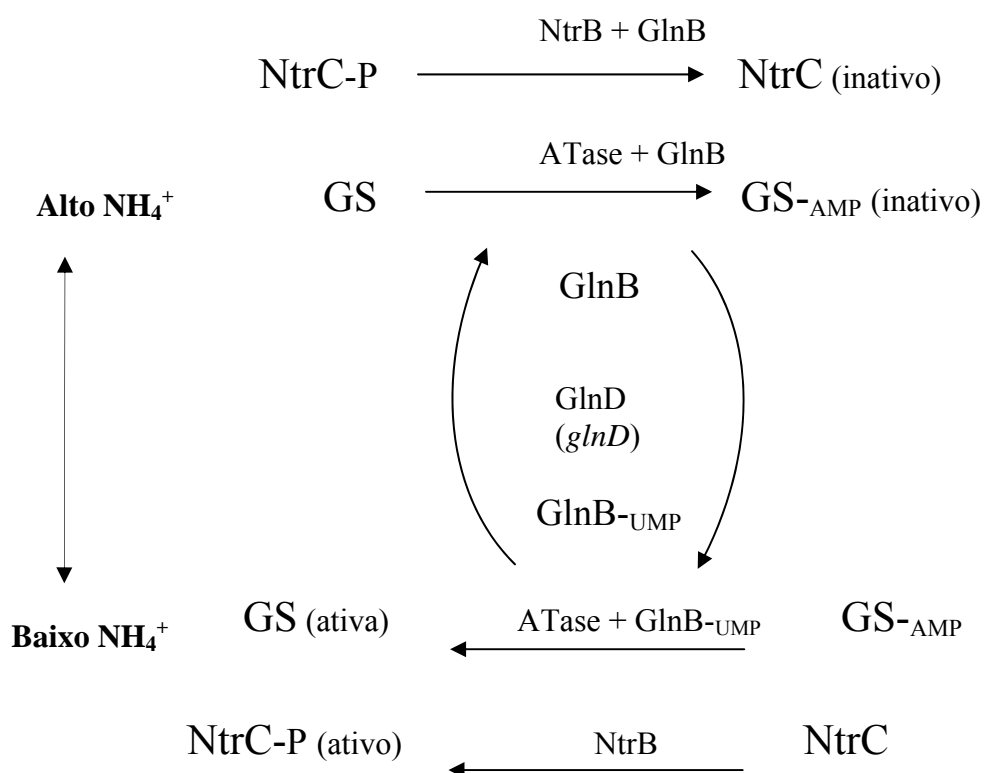 NtrB + GlnB
NtrC-P NtrC (inativo)
ATase + GlnB
Alto NH₄⁺ GS GS-AMP (inativo)
GlnB
GlnD
(glnD)
GlnB-UMP
Baixo NH₄⁺ GS (ativa) ATase + GlnB-UMP GS-AMP
NtrC-P (ativo) NtrB NtrC